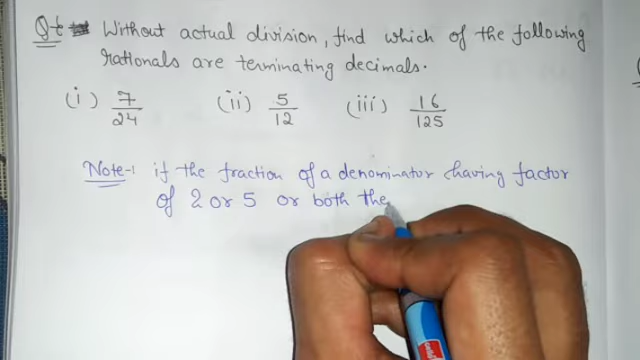 Q6 Without actual division, find which of the following
rationals are terminating decimals.
(i) 7/24 (ii) 5/12 (iii) 16/125
Note-1 if the fraction of a denominator having factor
of 2 or 5 or both the